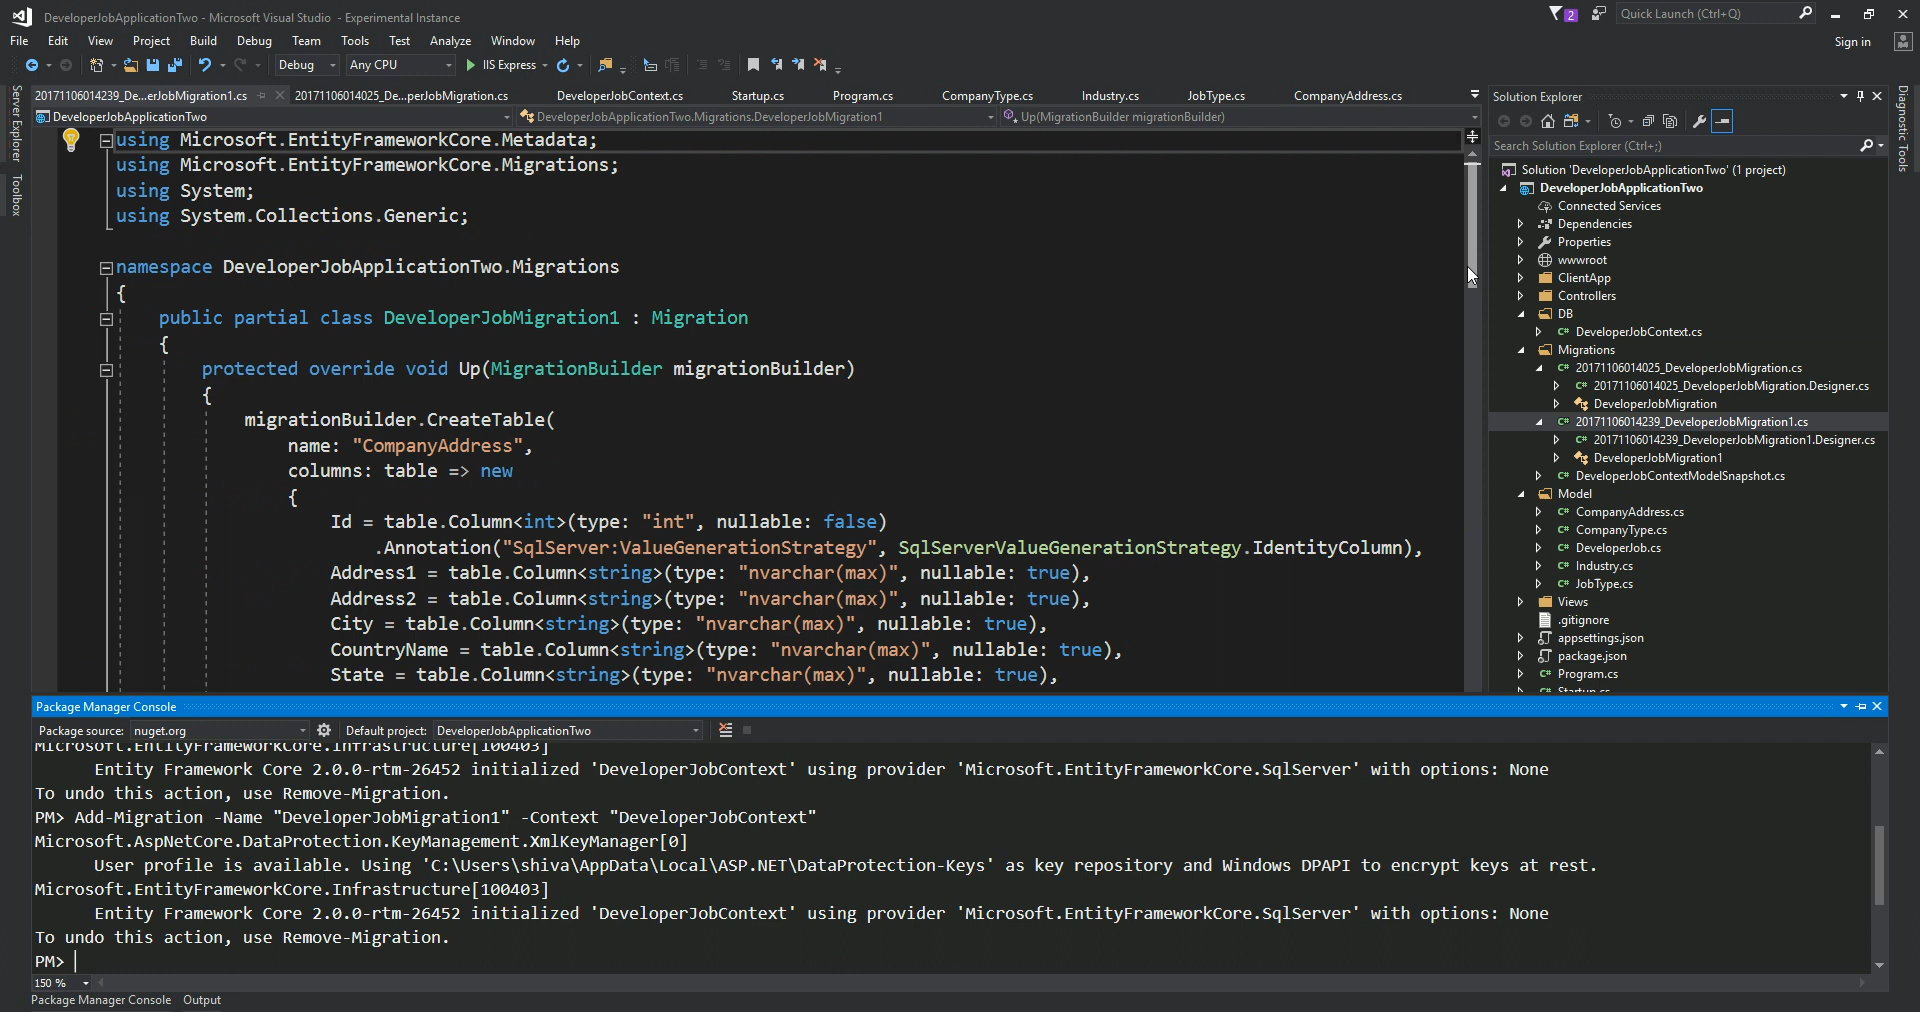 DeveloperJobApplicationTwo - Microsoft Visual Studio - Experimental Instance
2
Quick Launch (Ctrl+Q)
File Edit View Project Build Debug Team Tools Test Analyze Window Help
Sign in
Debug Any CPU IIS Express
Server Explorer
Toolbox
20171106014239_De...erJobMigration1.cs 20171106014025_De...perJobMigration.cs DeveloperJobContext.cs Startup.cs Program.cs CompanyType.cs Industry.cs JobType.cs CompanyAddress.cs
DeveloperJobApplicationTwo DeveloperJobApplicationTwo.Migrations.DeveloperJobMigration1 Up(MigrationBuilder migrationBuilder)
using Microsoft.EntityFrameworkCore.Metadata;
using Microsoft.EntityFrameworkCore.Migrations;
using System;
using System.Collections.Generic;
namespace DeveloperJobApplicationTwo.Migrations
{
public partial class DeveloperJobMigration1 : Migration
{
protected override void Up(MigrationBuilder migrationBuilder)
{
migrationBuilder.CreateTable(
name: "CompanyAddress",
columns: table => new
{
Id = table.Column<int>(type: "int", nullable: false)
.Annotation("SqlServer:ValueGenerationStrategy", SqlServerValueGenerationStrategy.IdentityColumn),
Address1 = table.Column<string>(type: "nvarchar(max)", nullable: true),
Address2 = table.Column<string>(type: "nvarchar(max)", nullable: true),
City = table.Column<string>(type: "nvarchar(max)", nullable: true),
CountryName = table.Column<string>(type: "nvarchar(max)", nullable: true),
State = table.Column<string>(type: "nvarchar(max)", nullable: true),
Solution Explorer
Search Solution Explorer (Ctrl+;)
Solution 'DeveloperJobApplicationTwo' (1 project)
DeveloperJobApplicationTwo
Connected Services
Dependencies
Properties
wwwroot
ClientApp
Controllers
DB
C# DeveloperJobContext.cs
Migrations
C# 20171106014025_DeveloperJobMigration.cs
C# 20171106014025_DeveloperJobMigration.Designer.cs
DeveloperJobMigration
C# 20171106014239_DeveloperJobMigration1.cs
C# 20171106014239_DeveloperJobMigration1.Designer.cs
DeveloperJobMigration1
C# DeveloperJobContextModelSnapshot.cs
Model
C# CompanyAddress.cs
C# CompanyType.cs
C# DeveloperJob.cs
C# Industry.cs
C# JobType.cs
Views
.gitignore
appsettings.json
package.json
C# Program.cs
C# Startup.cs
Diagnostic Tools
Package Manager Console
Package source: nuget.org Default project: DeveloperJobApplicationTwo
Microsoft.EntityFrameworkCore.Infrastructure[100403]
Entity Framework Core 2.0.0-rtm-26452 initialized 'DeveloperJobContext' using provider 'Microsoft.EntityFrameworkCore.SqlServer' with options: None
To undo this action, use Remove-Migration.
PM> Add-Migration -Name "DeveloperJobMigration1" -Context "DeveloperJobContext"
Microsoft.AspNetCore.DataProtection.KeyManagement.XmlKeyManager[0]
User profile is available. Using 'C:\Users\shiva\AppData\Local\ASP.NET\DataProtection-Keys' as key repository and Windows DPAPI to encrypt keys at rest.
Microsoft.EntityFrameworkCore.Infrastructure[100403]
Entity Framework Core 2.0.0-rtm-26452 initialized 'DeveloperJobContext' using provider 'Microsoft.EntityFrameworkCore.SqlServer' with options: None
To undo this action, use Remove-Migration.
PM>
150 %
Package Manager Console Output